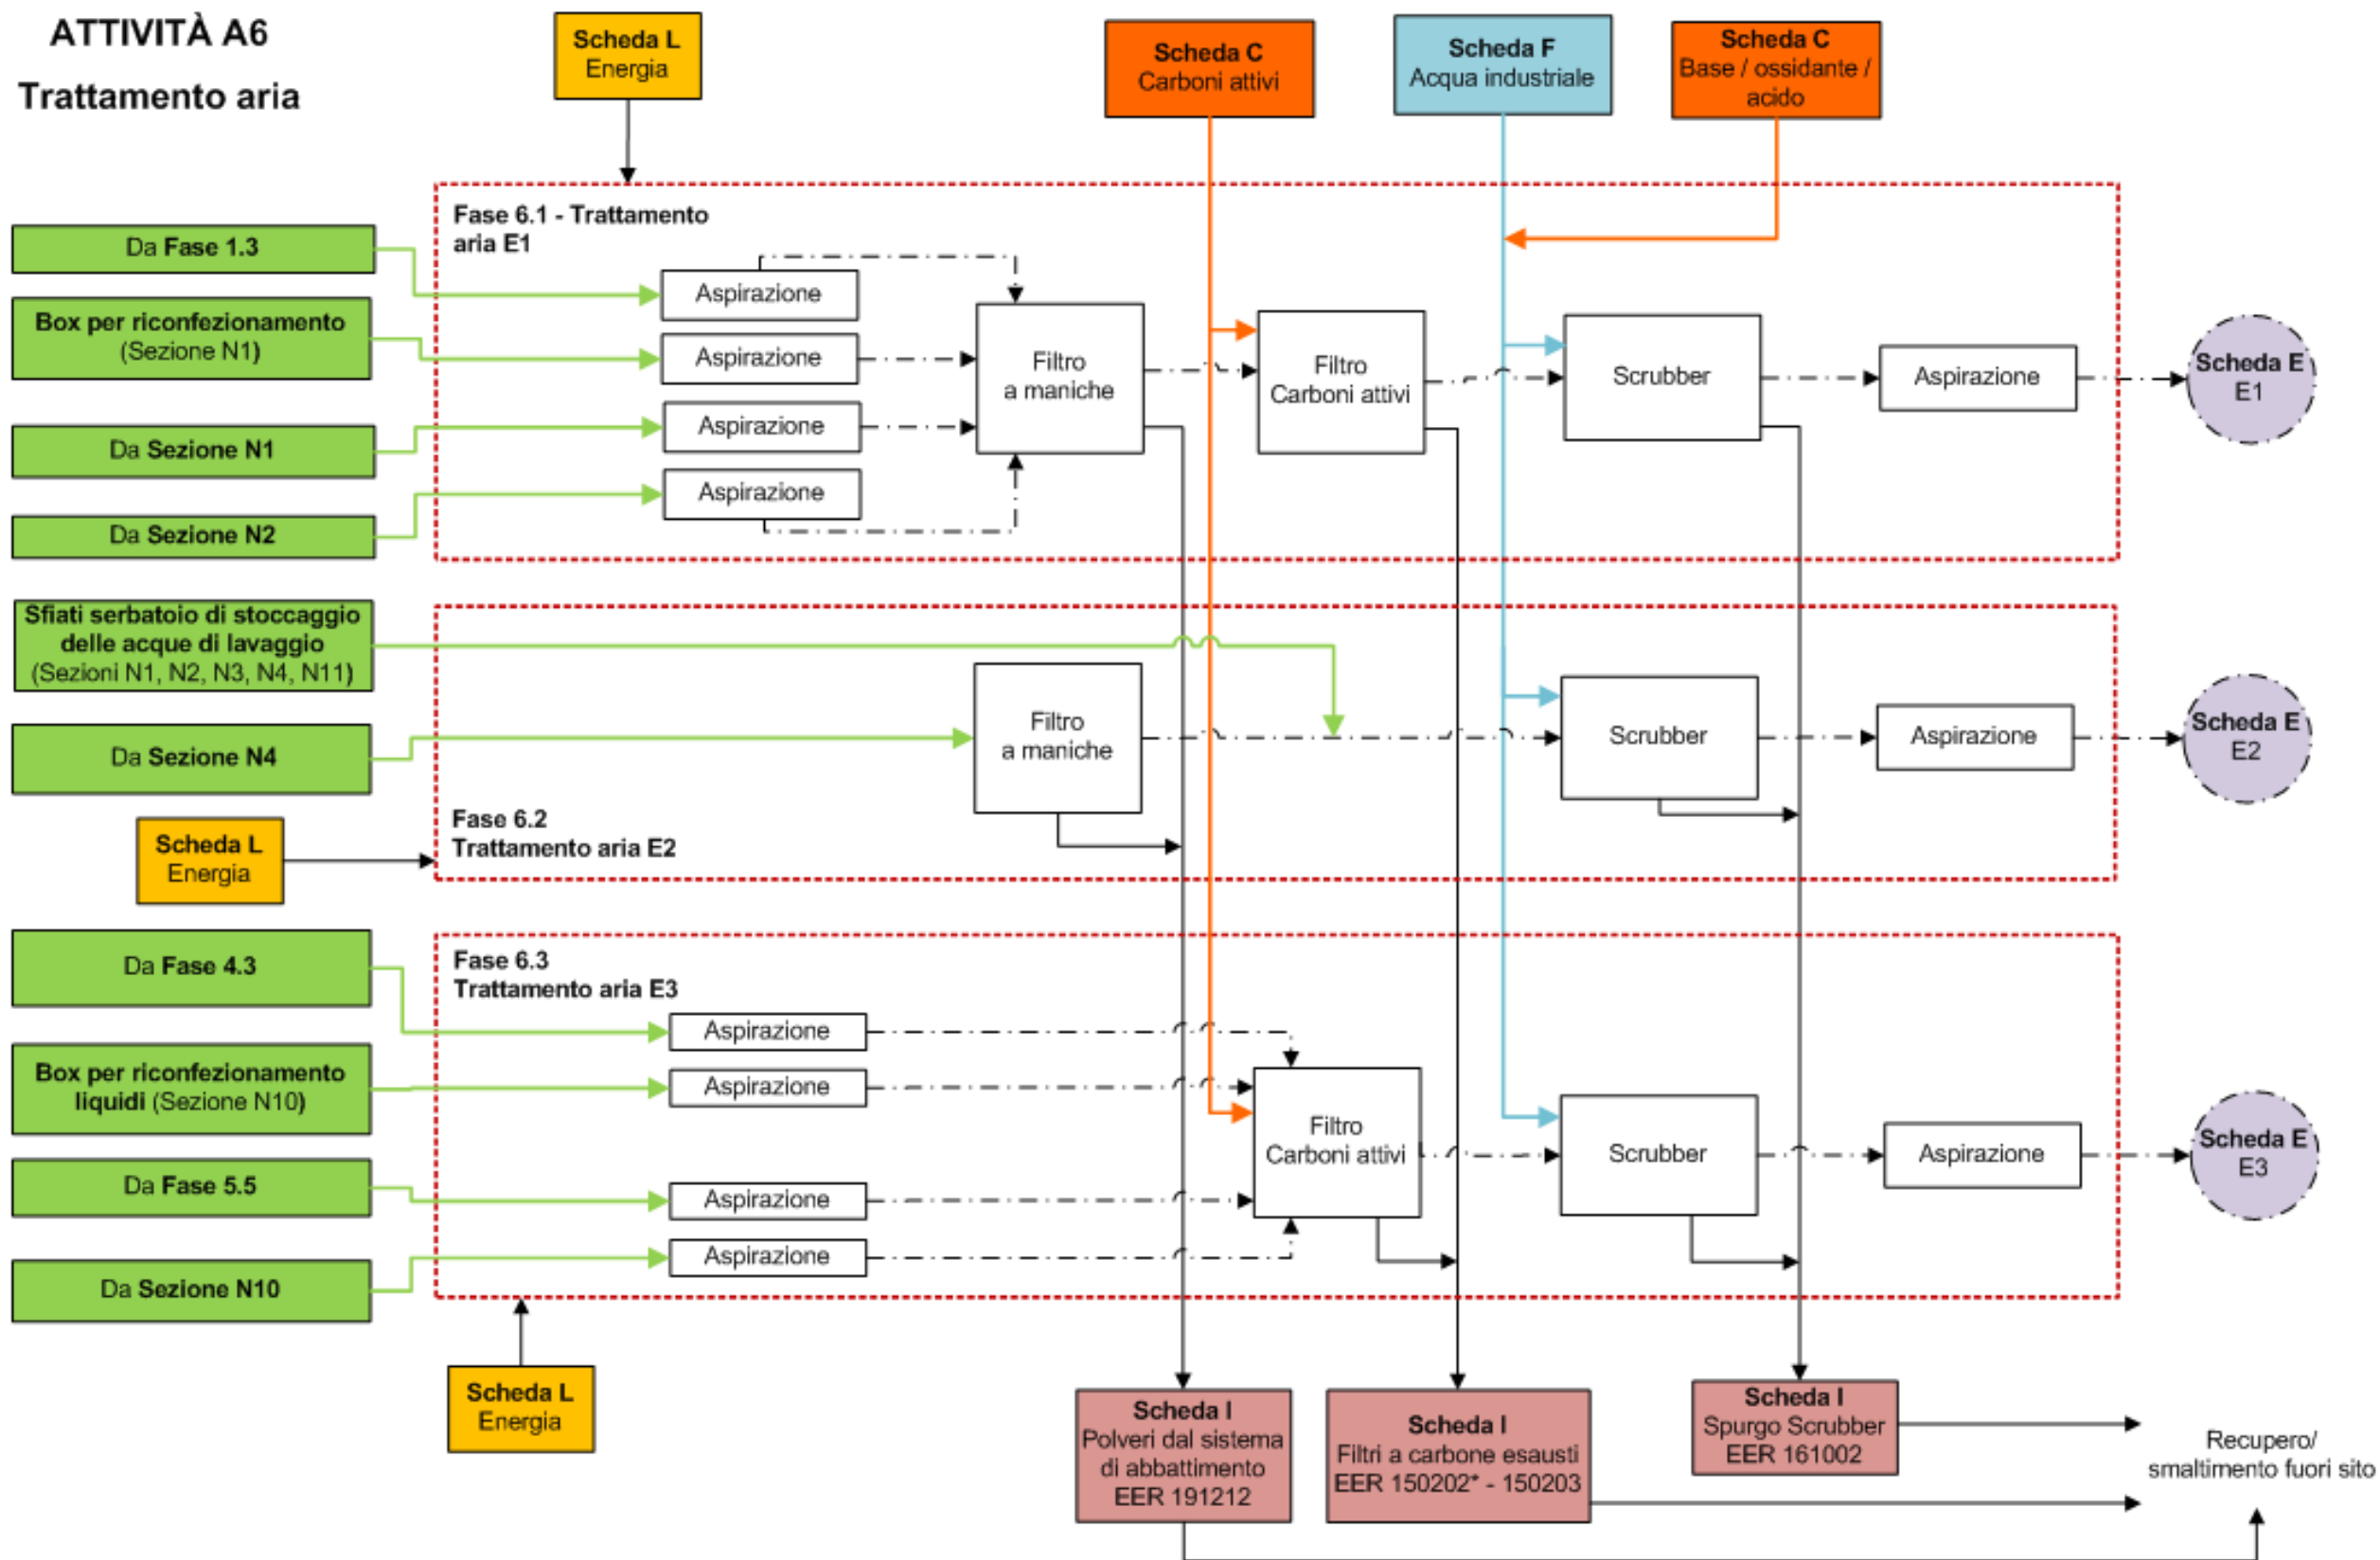 ATTIVITÀ A6
Trattamento aria
Scheda L
Energia
Scheda C
Carboni attivi
Scheda F
Acqua industriale
Scheda C
Base / ossidante /
acido
Fase 6.1 - Trattamento
aria E1
Da Fase 1.3
Box per riconfezionamento
(Sezione N1)
Da Sezione N1
Da Sezione N2
Aspirazione
Aspirazione
Aspirazione
Aspirazione
Filtro
a maniche
Filtro
Carboni attivi
Scrubber
Aspirazione
Scheda E
E1
Sfiati serbatoio di stoccaggio
delle acque di lavaggio
(Sezioni N1, N2, N3, N4, N11)
Da Sezione N4
Filtro
a maniche
Scrubber
Aspirazione
Scheda E
E2
Fase 6.2
Trattamento aria E2
Scheda L
Energia
Da Fase 4.3
Box per riconfezionamento
liquidi (Sezione N10)
Da Fase 5.5
Da Sezione N10
Fase 6.3
Trattamento aria E3
Aspirazione
Aspirazione
Aspirazione
Aspirazione
Filtro
Carboni attivi
Scrubber
Aspirazione
Scheda E
E3
Scheda L
Energia
Scheda I
Polveri dal sistema
di abbattimento
EER 191212
Scheda I
Filtri a carbone esausti
EER 150202* - 150203
Scheda I
Spurgo Scrubber
EER 161002
Recupero/
smaltimento fuori sito